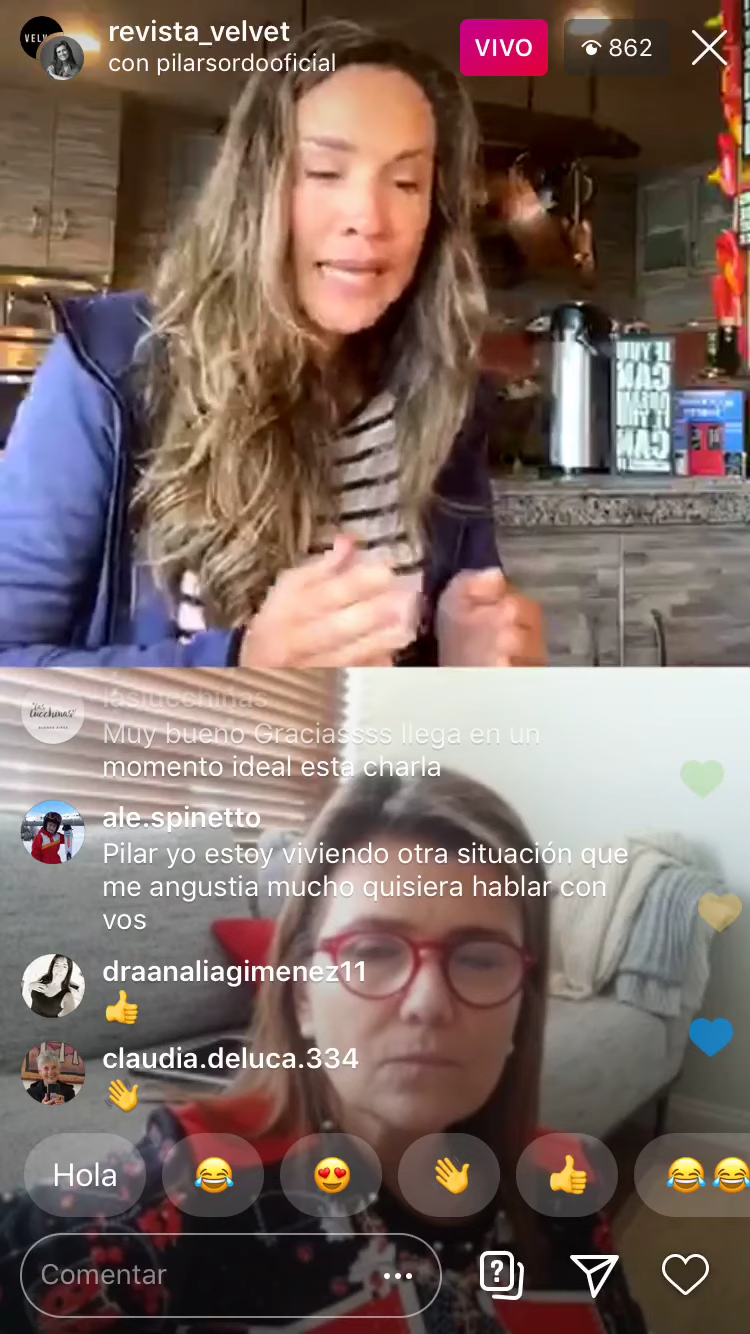 revista_velvet
con pilarsordooficial
VIVO
862
lasiucchinas
Muy bueno Graciassss llega en un
momento ideal esta charla
ale.spinetto
Pilar yo estoy viviendo otra situación que
me angustia mucho quisiera hablar con
vos
draanaliagimenez11
👍
claudia.deluca.334
👋
Hola
😂
😍
👋
👍
😂😂
Comentar